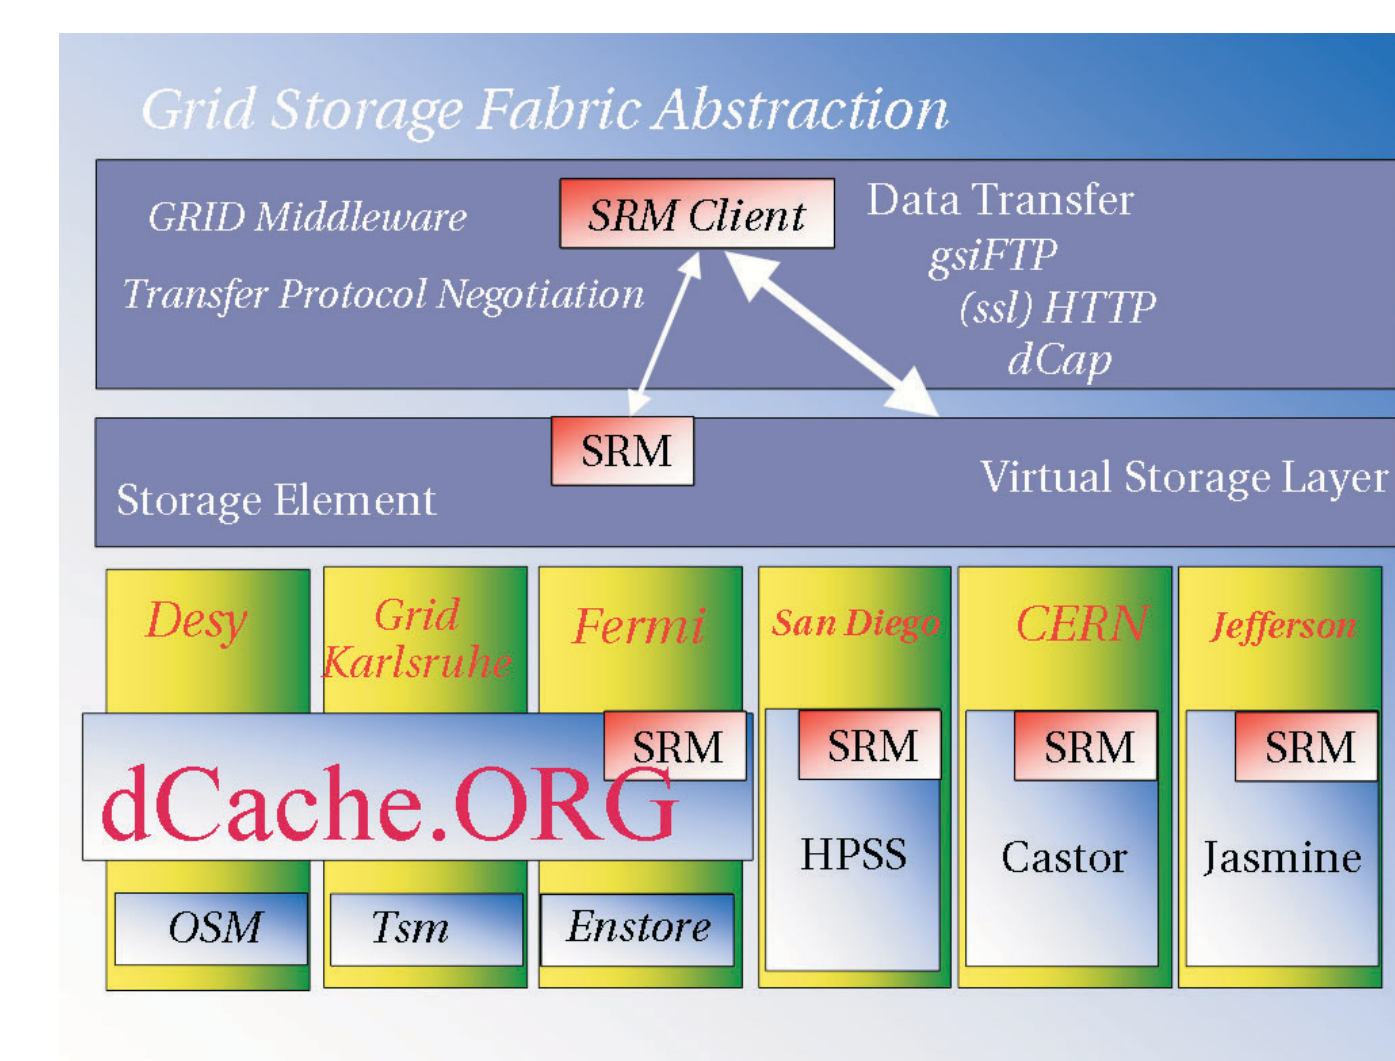 Grid Storage Fabric Abstraction
GRID Middleware
SRM Client
Data Transfer
gsiFTP
Transfer Protocol Negotiation
(ssl) HTTP
dCap
SRM
Storage Element
Virtual Storage Layer
Desy
Grid
Karlsruhe
Fermi
San Diego
CERN
Jefferson
SRM
SRM
SRM
SRM
dCache.ORG
HPSS
Castor
Jasmine
OSM
Tsm
Enstore